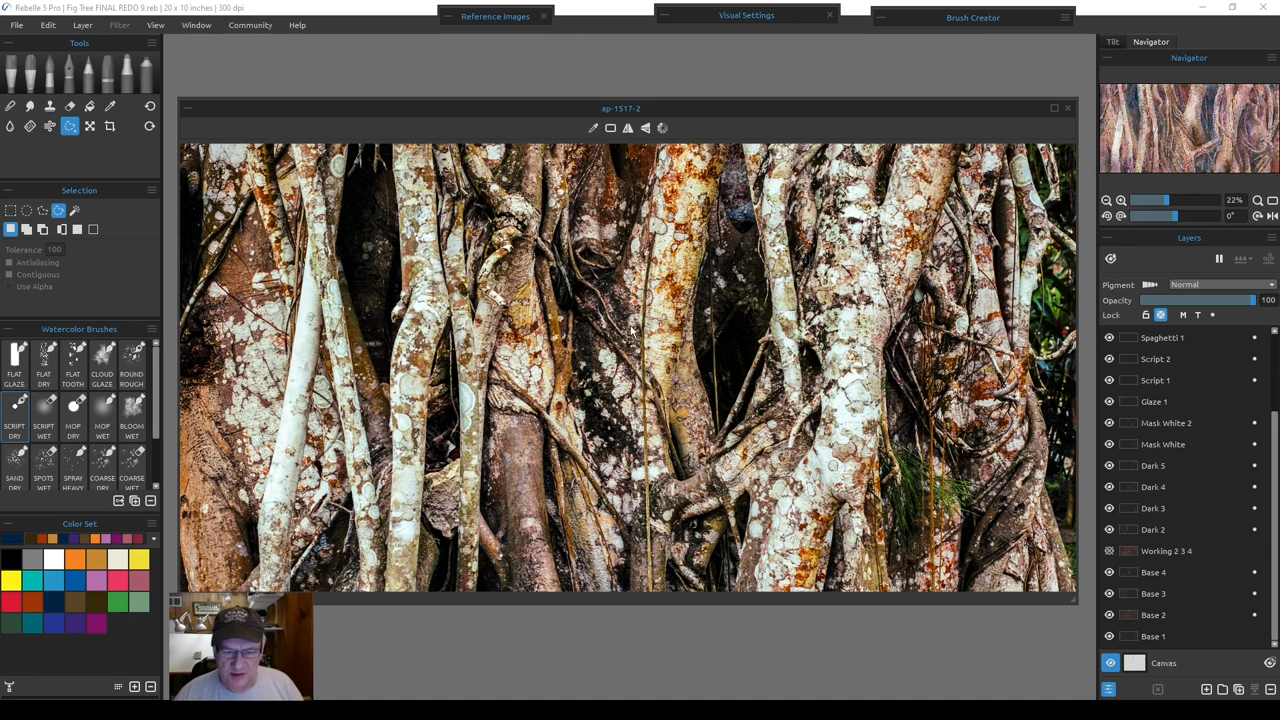 Rebelle 5 Pro | Fig Tree FINAL REDO 9.reb | 20 x 10 inches | 300 dpi
File Edit Layer Filter View Window Community Help
Reference Images
Visual Settings
Brush Creator
Tools
Selection
Tolerance 100
Antialiasing
Contiguous
Use Alpha
Watercolor Brushes
FLAT GLAZE
FLAT DRY
FLAT TOOTH
CLOUD GLAZE
ROUND ROUGH
SCRIPT DRY
SCRIPT WET
MOP DRY
MOP WET
BLOOM WET
SAND DRY
SPOTS WET
SPRAY HEAVY
COARSE DRY
COARSE WET
Color Set
ap-1517-2
Tilt Navigator
Navigator
22%
0°
Layers
Pigment Normal
Opacity 100
Lock M T
Spaghetti 1
Script 2
Script 1
Glaze 1
Mask White 2
Mask White
Dark 5
Dark 4
Dark 3
Dark 2
Working 2 3 4
Base 4
Base 3
Base 2
Base 1
Canvas